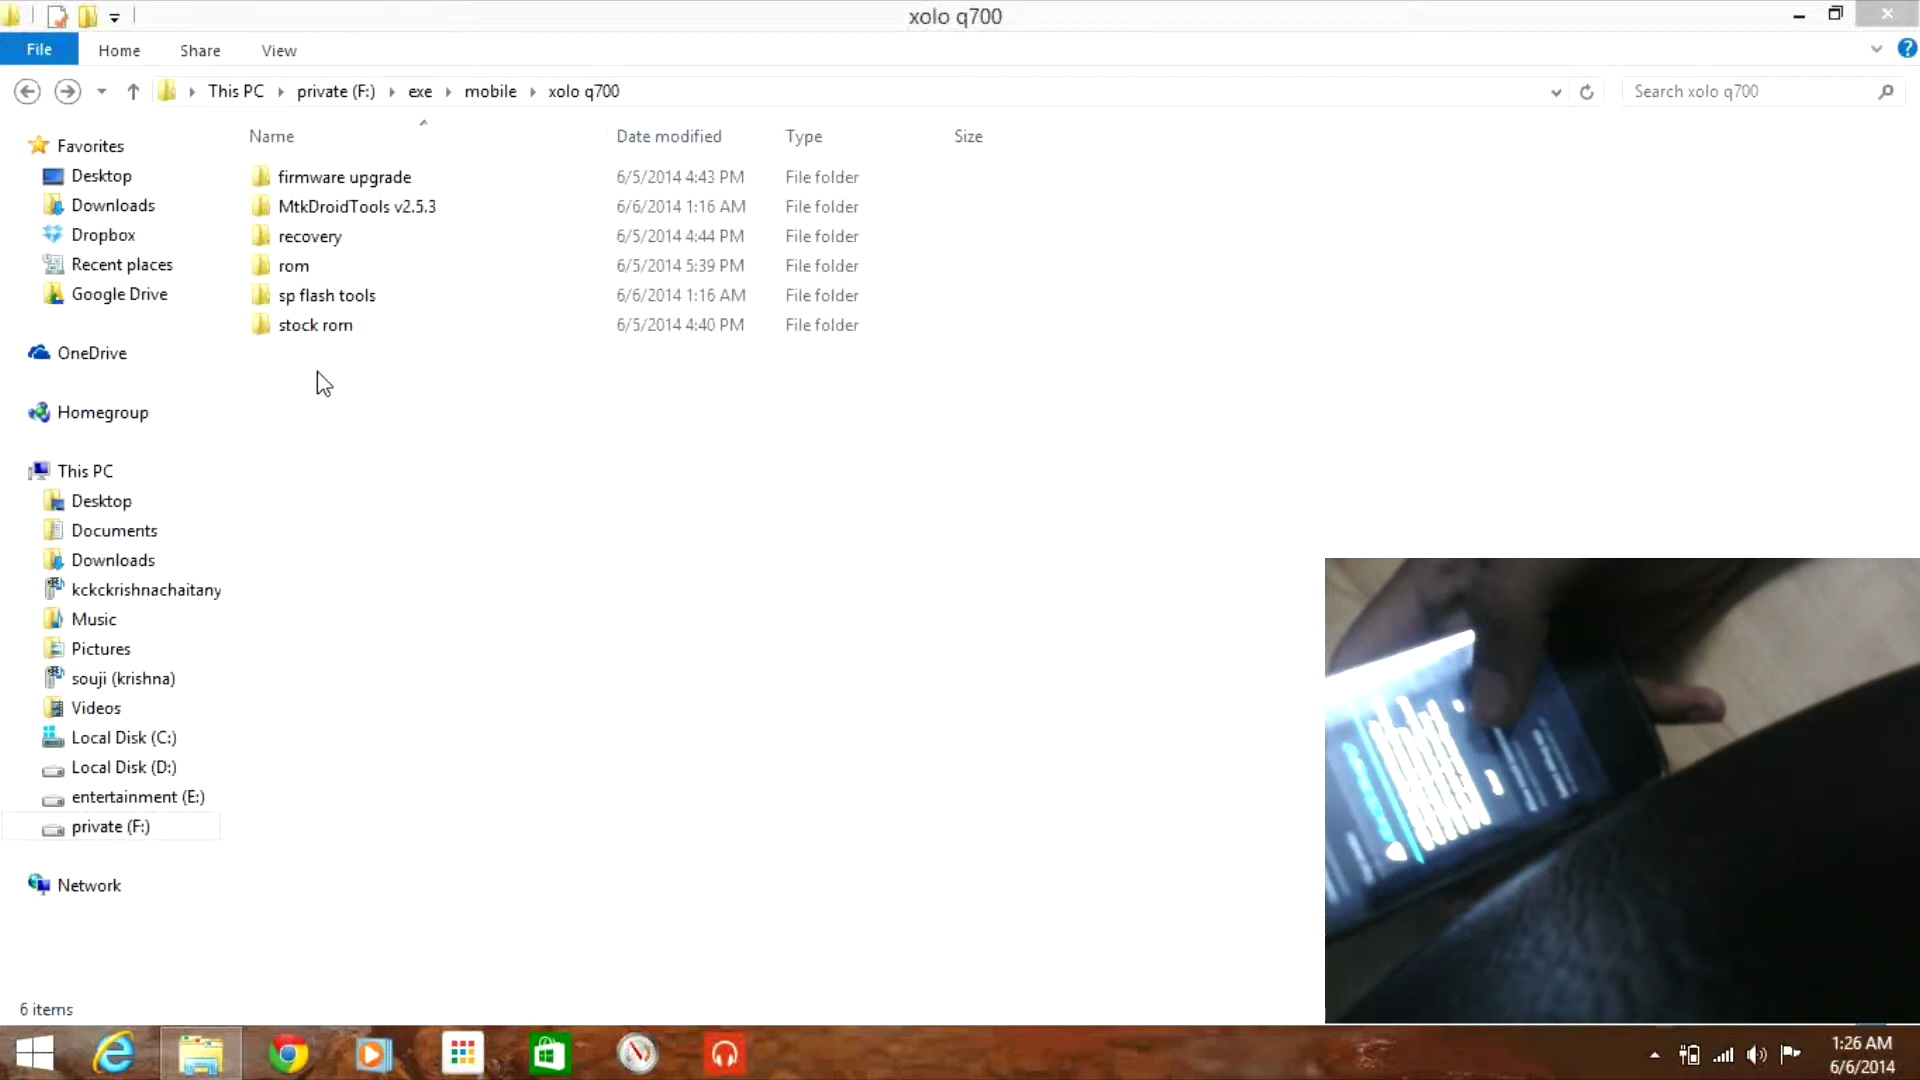 xolo q700
File Home Share View
This PC private (F:) exe mobile xolo q700
Search xolo q700
Name Date modified Type Size
firmware upgrade 6/5/2014 4:43 PM File folder
MtkDroidTools v2.5.3 6/6/2014 1:16 AM File folder
recovery 6/5/2014 4:44 PM File folder
rom 6/5/2014 5:39 PM File folder
sp flash tools 6/6/2014 1:16 AM File folder
stock rom 6/5/2014 4:40 PM File folder
Favorites
Desktop
Downloads
Dropbox
Recent places
Google Drive
OneDrive
Homegroup
This PC
Desktop
Documents
Downloads
kckckrishnachaitany
Music
Pictures
souji (krishna)
Videos
Local Disk (C:)
Local Disk (D:)
entertainment (E:)
private (F:)
Network
6 items
1:26 AM
6/6/2014